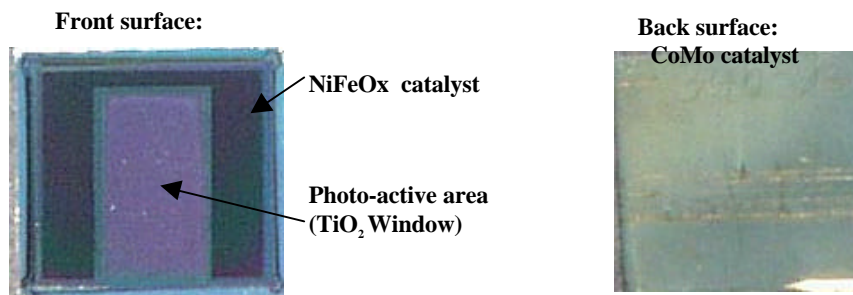 Front surface:
NiFeOx catalyst
Photo-active area
(TiO₂ Window)
Back surface:
CoMo catalyst